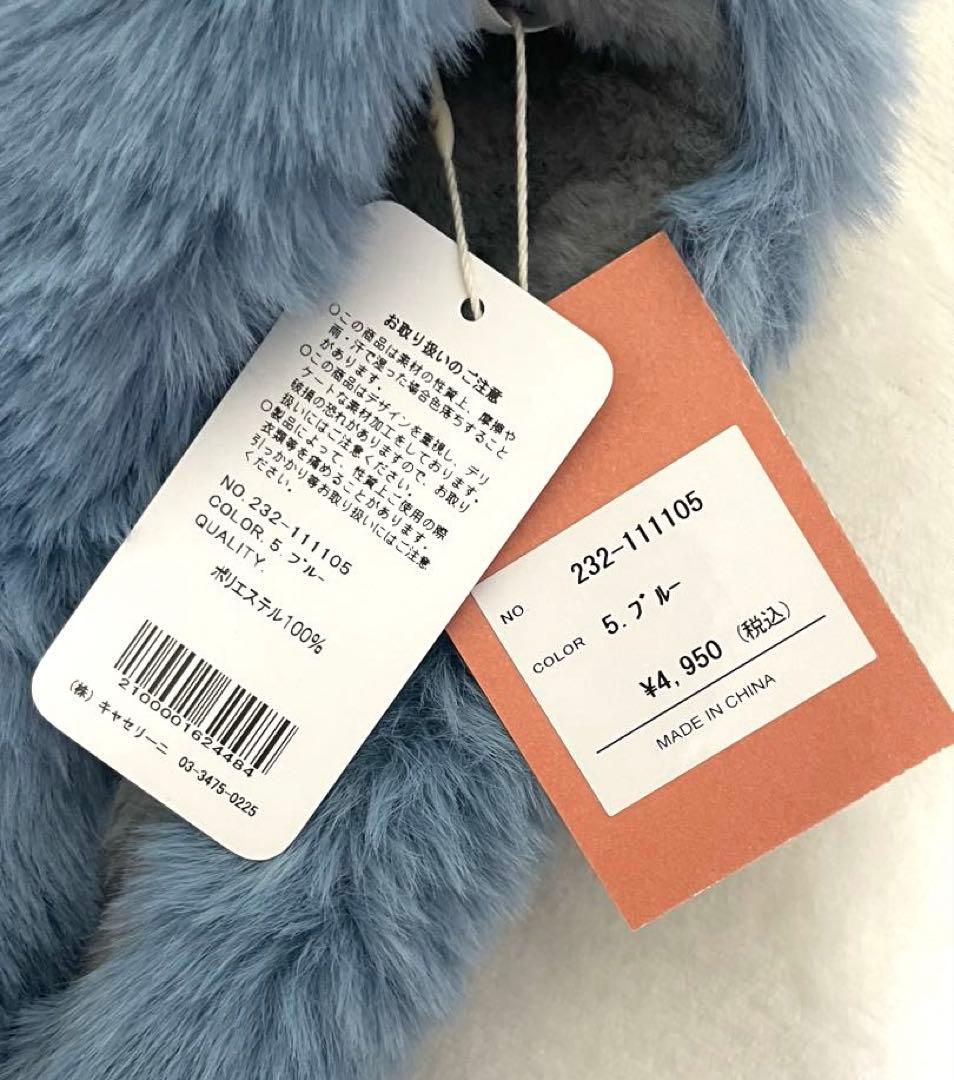 お取り扱いのご注意
○この商品は素材の性質上、摩擦や
雨・汗で湿った場合色落ちすること
があります。
○この商品はデザインを重視し、デリ
ケートな素材加工をしております。
破損の恐れがありますので、お取り
扱いにはご注意ください。
○製品によって、性質上ご使用の際
衣類等を痛めることがあります。
引っかかり等お取り扱いにはご注意
ください。
NO.232-111105
COLOR.5.ブルー
QUALITY.
ポリエステル100%
2100001624484
(株) キャセリーニ 03-3475-0225
NO. 232-111105
COLOR 5.ブルー
¥4,950 (税込)
MADE IN CHINA